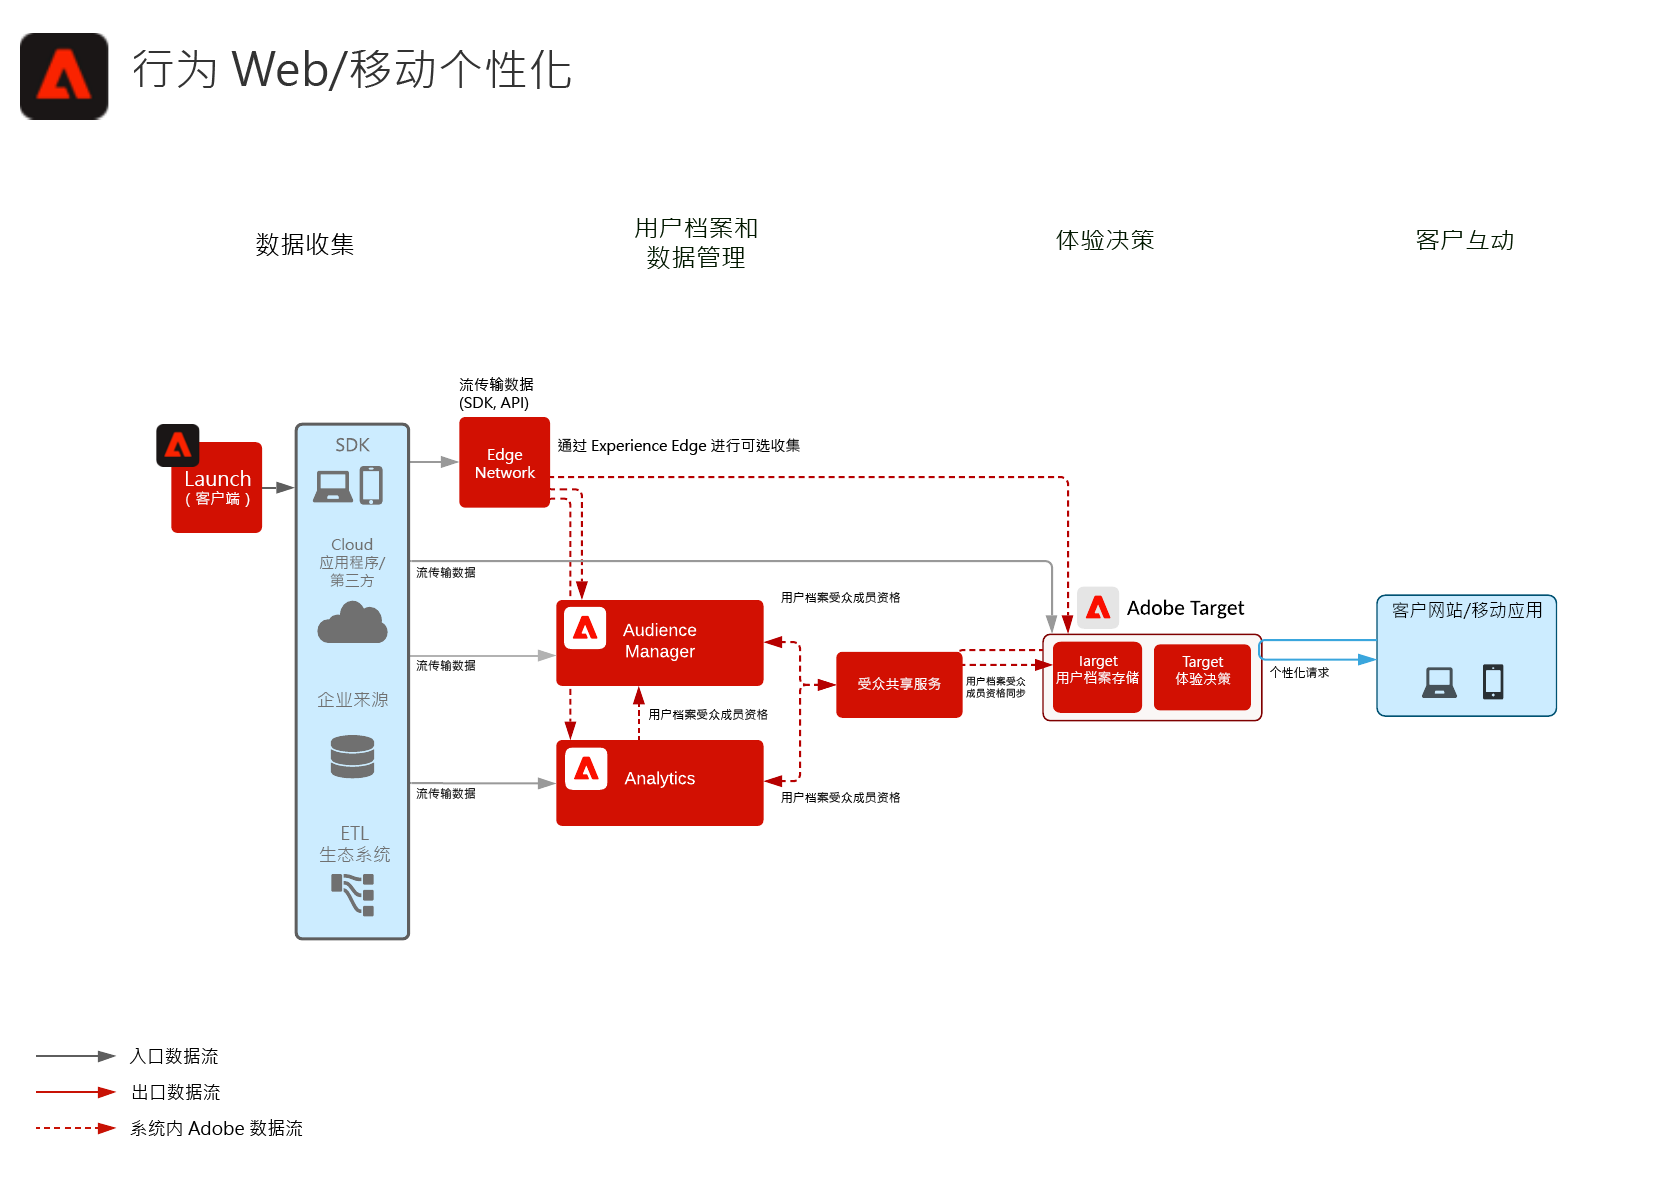 行为 Web/移动个性化
数据收集
用户档案和
数据管理
体验决策
客户互动
流传输数据
(SDK, API)
Edge
Network
通过 Experience Edge 进行可选收集
Launch
( 客户端 )
SDK
Cloud
应用程序/
第三方
企业来源
ETL
生态系统
流传输数据
流传输数据
流传输数据
用户档案受众成员资格
Audience
Manager
用户档案受众成员资格
Analytics
用户档案受众成员资格
受众共享服务
用户档案受众
成员资格同步
Adobe Target
Target
用户档案存储
Target
体验决策
个性化请求
客户网站/移动应用
入口数据流
出口数据流
系统内 Adobe 数据流